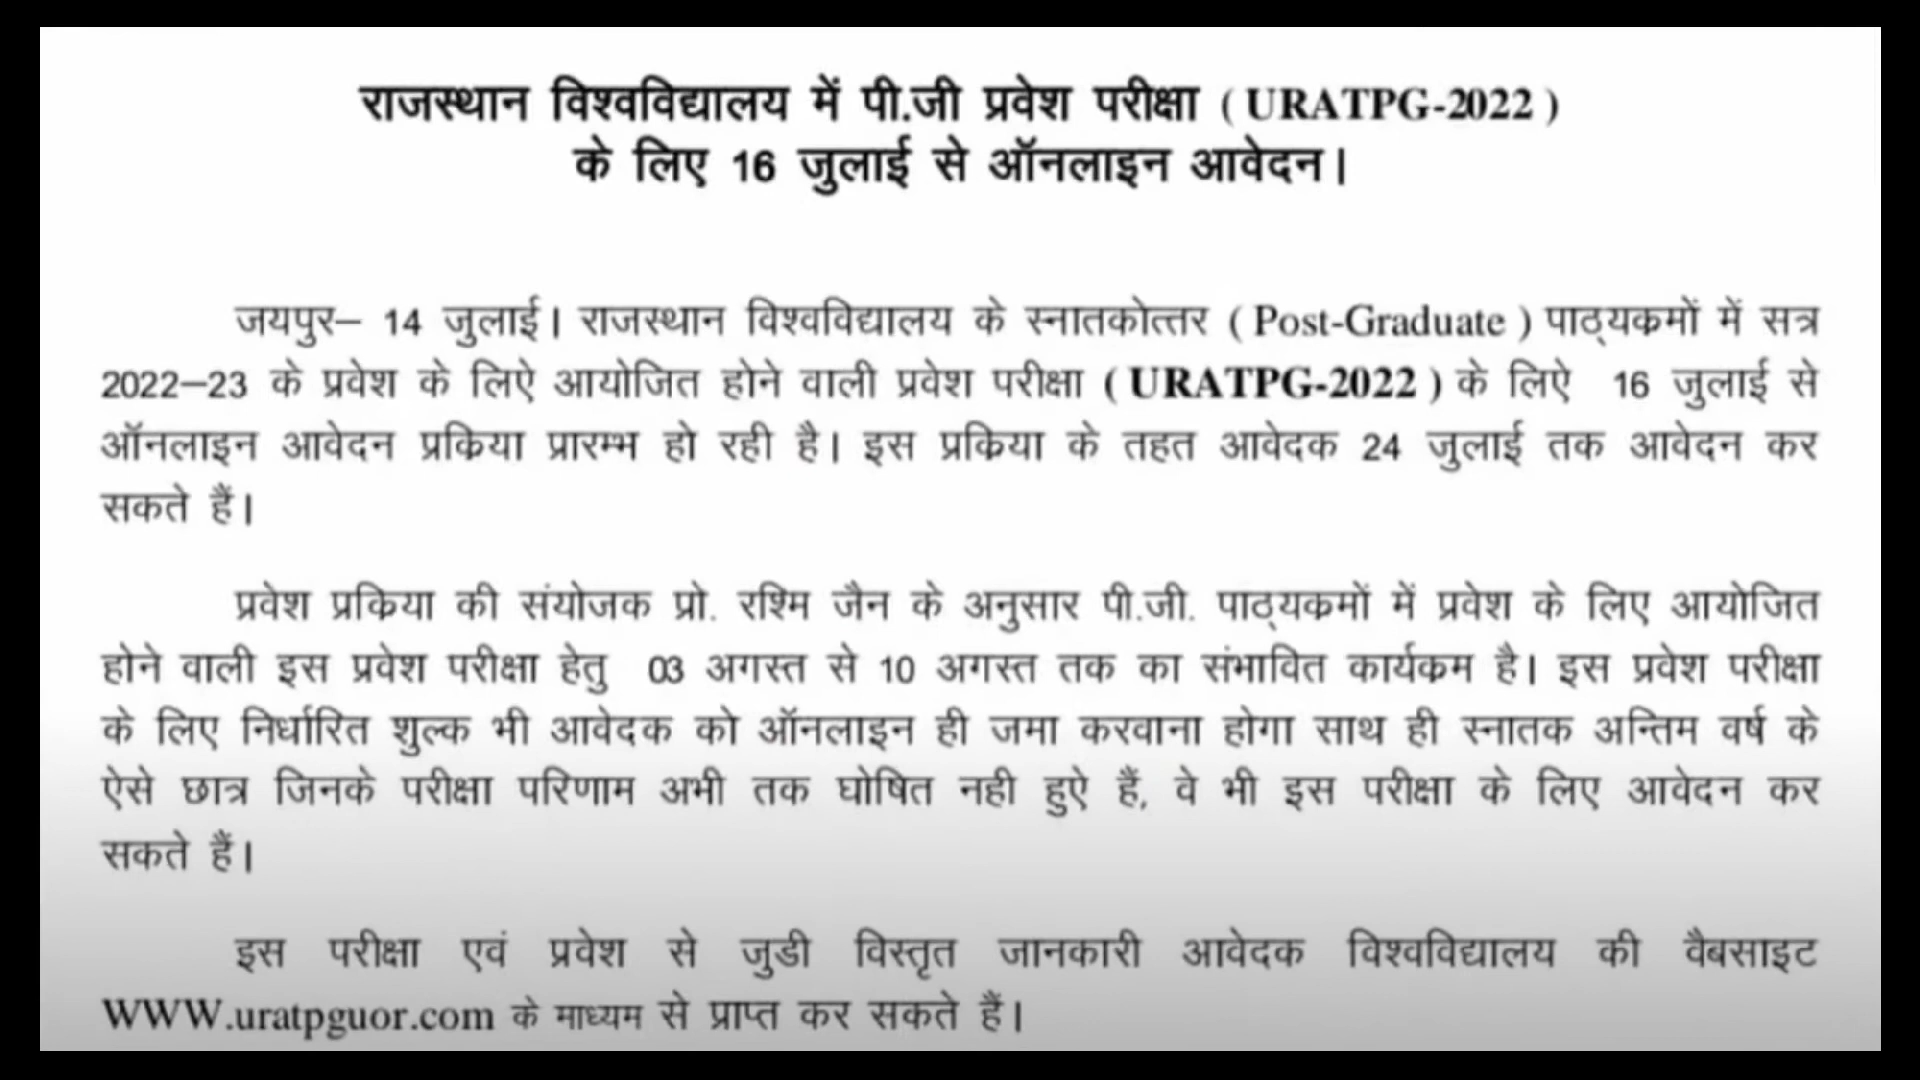 राजस्थान विश्वविद्यालय में पी.जी प्रवेश परीक्षा ( URATPG-2022 )
के लिए 16 जुलाई से ऑनलाइन आवेदन।
जयपुर– 14 जुलाई। राजस्थान विश्वविद्यालय के स्नातकोत्तर ( Post-Graduate ) पाठ्यकमों में सत्र
2022–23 के प्रवेश के लिऐ आयोजित होने वाली प्रवेश परीक्षा ( URATPG-2022 ) के लिऐ 16 जुलाई से
ऑनलाइन आवेदन प्रकिया प्रारम्भ हो रही है। इस प्रकिया के तहत आवेदक 24 जुलाई तक आवेदन कर
सकते हैं।
प्रवेश प्रकिया की संयोजक प्रो. रश्मि जैन के अनुसार पी.जी. पाठ्यकमों में प्रवेश के लिए आयोजित
होने वाली इस प्रवेश परीक्षा हेतु 03 अगस्त से 10 अगस्त तक का संभावित कार्यकम है। इस प्रवेश परीक्षा
के लिए निर्धारित शुल्क भी आवेदक को ऑनलाइन ही जमा करवाना होगा साथ ही स्नातक अन्तिम वर्ष के
ऐसे छात्र जिनके परीक्षा परिणाम अभी तक घोषित नही हुऐ हैं, वे भी इस परीक्षा के लिए आवेदन कर
सकते हैं।
इस परीक्षा एवं प्रवेश से जुडी विस्तृत जानकारी आवेदक विश्वविद्यालय की वैबसाइट
WWW.uratpguor.com के माध्यम से प्राप्त कर सकते हैं।